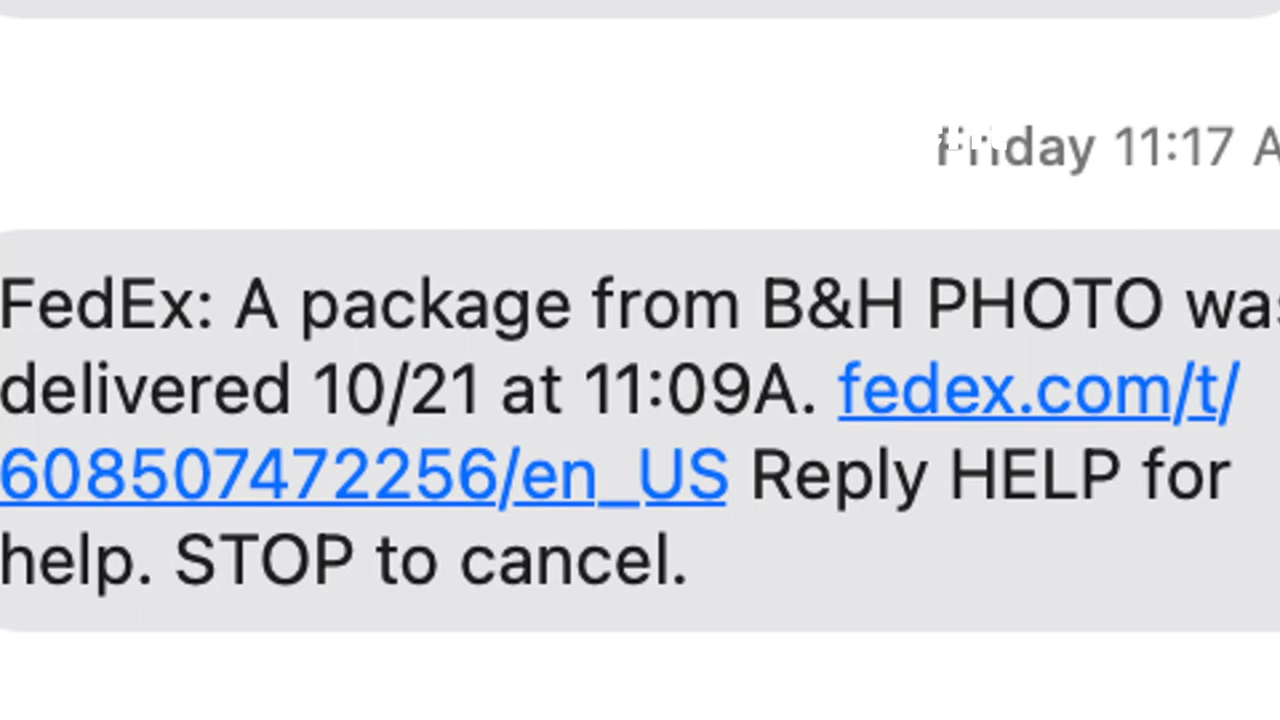 Friday 11:17 A
FedEx: A package from B&H PHOTO was
delivered 10/21 at 11:09A. fedex.com/t/
608507472256/en_US Reply HELP for
help. STOP to cancel.